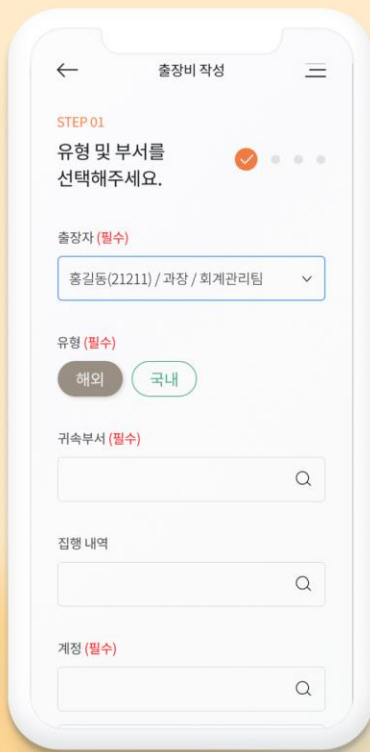 출장비 작성
STEP 01
유형 및 부서를
선택해주세요.
출장자 (필수)
홍길동(21211) / 과장 / 회계관리팀
유형 (필수)
해외 국내
귀속부서 (필수)
집행 내역
계정 (필수)